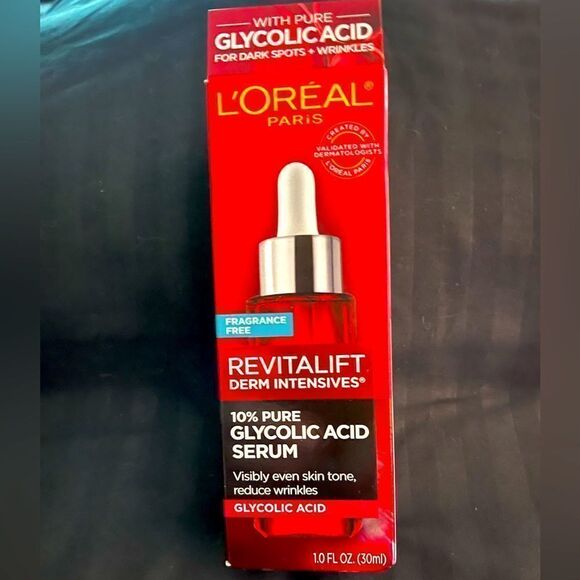 WITH PURE
GLYCOLIC ACID
FOR DARK SPOTS + WRINKLES
L'ORÉAL®
PARIS
CREATED BY
VALIDATED WITH
DERMATOLOGISTS
L'ORÉAL PARIS
FRAGRANCE
FREE
REVITALIFT
DERM INTENSIVES®
10% PURE
GLYCOLIC ACID
SERUM
Visibly even skin tone,
reduce wrinkles
GLYCOLIC ACID
1.0 FL OZ. (30ml)